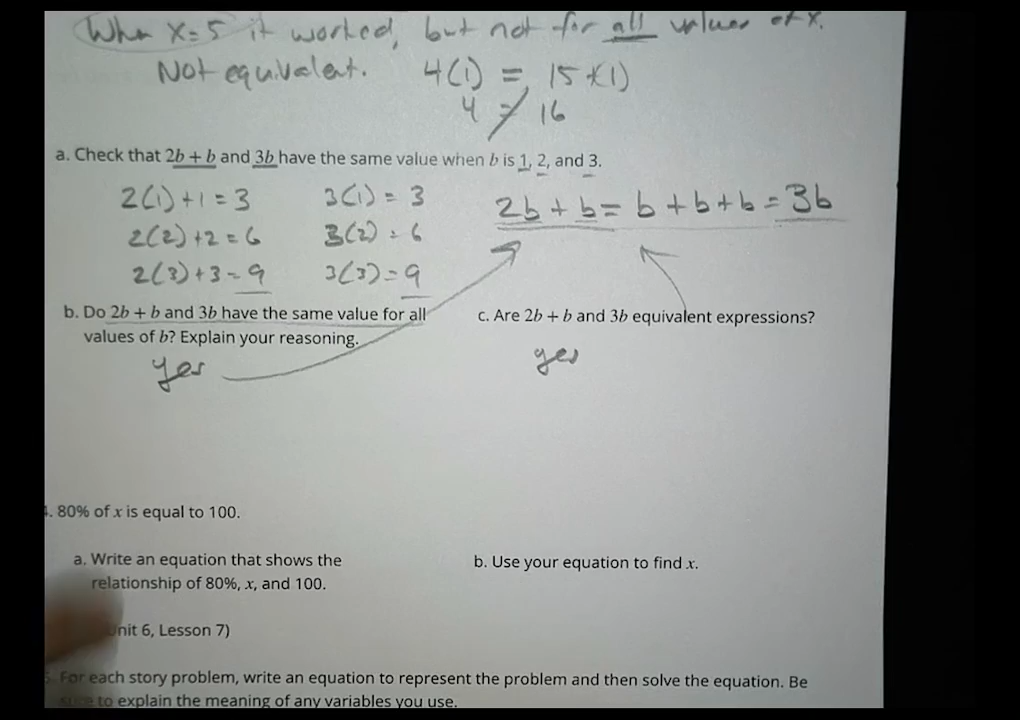 When x=5 it worked, but not for all values of x.
Not equivalent. 4(1) = 15+(1)
4 ≠ 16
a. Check that 2b + b and 3b have the same value when b is 1, 2, and 3.
2(1)+1=3 3(1) = 3
2b + b = b + b + b = 3b
2(2)+2=6 3(2) = 6
2(3)+3=9 3(3)=9
b. Do 2b + b and 3b have the same value for all
values of b? Explain your reasoning.
yes
c. Are 2b + b and 3b equivalent expressions?
yes
. 80% of x is equal to 100.
a. Write an equation that shows the
relationship of 80%, x, and 100.
b. Use your equation to find x.
Unit 6, Lesson 7)
5. For each story problem, write an equation to represent the problem and then solve the equation. Be
sure to explain the meaning of any variables you use.